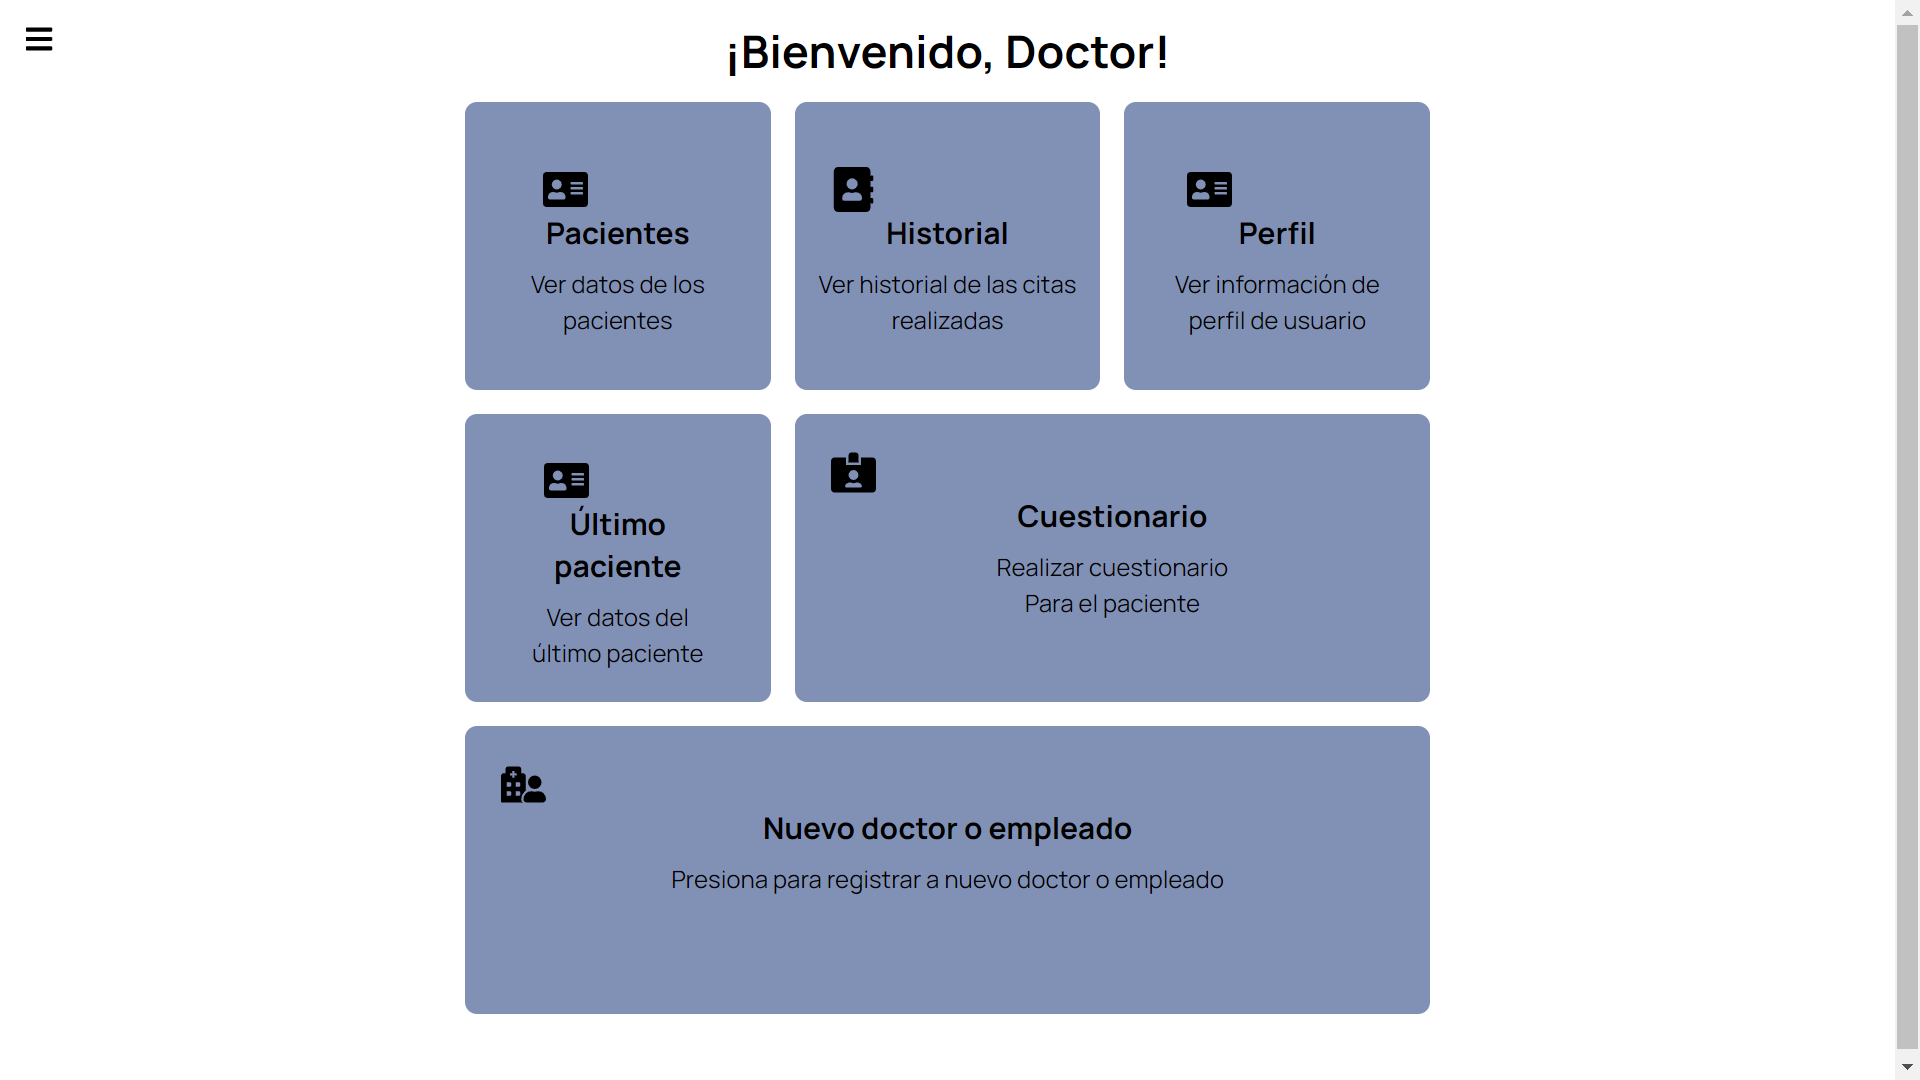 ¡Bienvenido, Doctor!
Pacientes
Ver datos de los
pacientes
Historial
Ver historial de las citas
realizadas
Perfil
Ver información de
perfil de usuario
Último
paciente
Ver datos del
último paciente
Cuestionario
Realizar cuestionario
Para el paciente
Nuevo doctor o empleado
Presiona para registrar a nuevo doctor o empleado